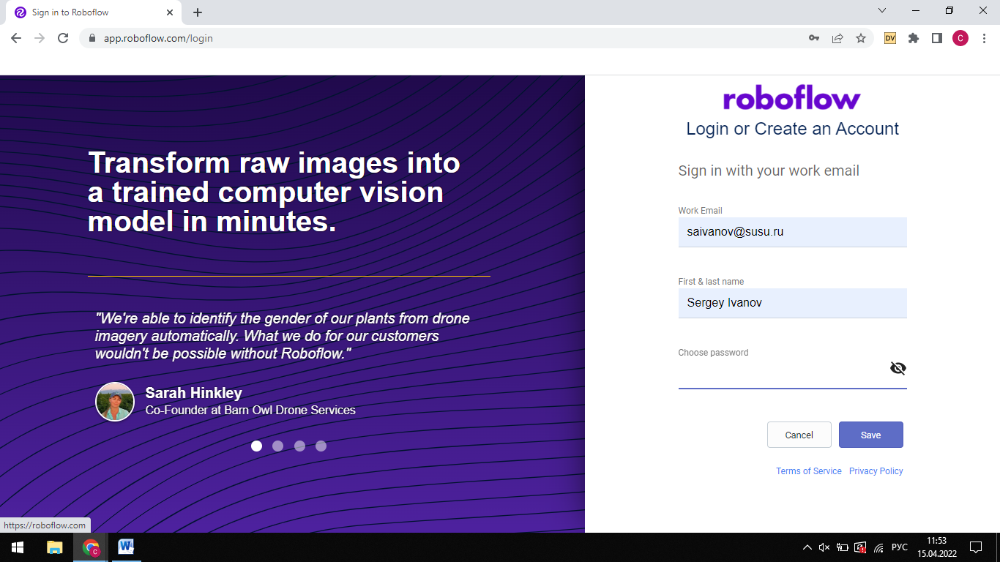 Sign in to Roboflow
app.roboflow.com/login
DV
C
Transform raw images into
a trained computer vision
model in minutes.
"We're able to identify the gender of our plants from drone
imagery automatically. What we do for our customers
wouldn't be possible without Roboflow."
Sarah Hinkley
Co-Founder at Barn Owl Drone Services
https://roboflow.com
roboflow
Login or Create an Account
Sign in with your work email
Work Email
saivanov@susu.ru
First & last name
Sergey Ivanov
Choose password
Cancel Save
Terms of Service Privacy Policy
C
W
РУС
11:53
15.04.2022